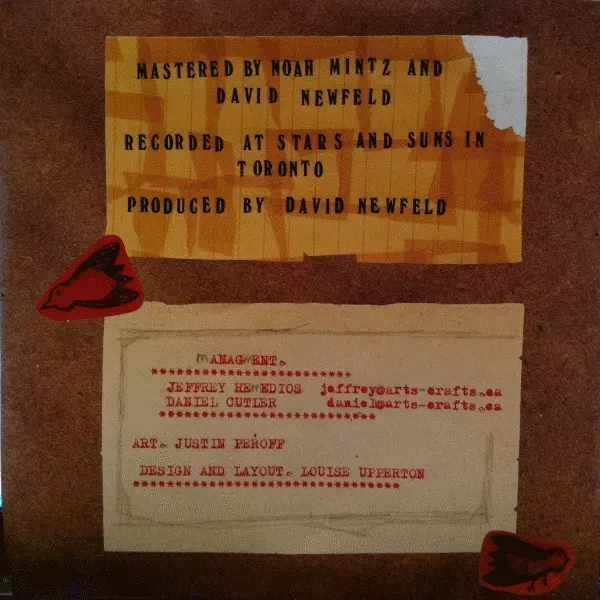 MASTERED BY NOAH MINTZ AND
DAVID NEWFELD
RECORDED AT STARS AND SUNS IN
TORONTO
PRODUCED BY DAVID NEWFELD
mANAGmENT.
************************
JEFFREY REmEDIOS jeffrey@arts-crafts.ca
DANIEL CUTLER daniel@arts-crafts.ca
**************************
ART. JUSTIN PEROFF
DESIGN AND LAYOUT. LOUISE UPPERTON
********************************